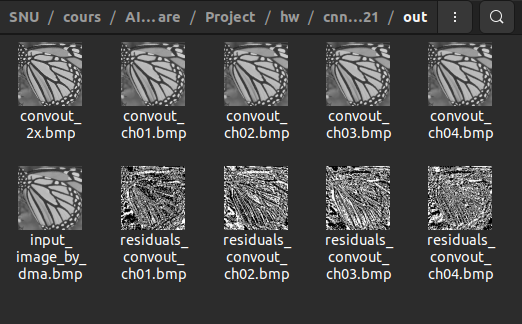 SNU / cours / AI...are / Project / hw / cnn...21 / out
convout_
2x.bmp
convout_
ch01.bmp
convout_
ch02.bmp
convout_
ch03.bmp
convout_
ch04.bmp
input_
image_by_
dma.bmp
residuals_
convout_
ch01.bmp
residuals_
convout_
ch02.bmp
residuals_
convout_
ch03.bmp
residuals_
convout_
ch04.bmp